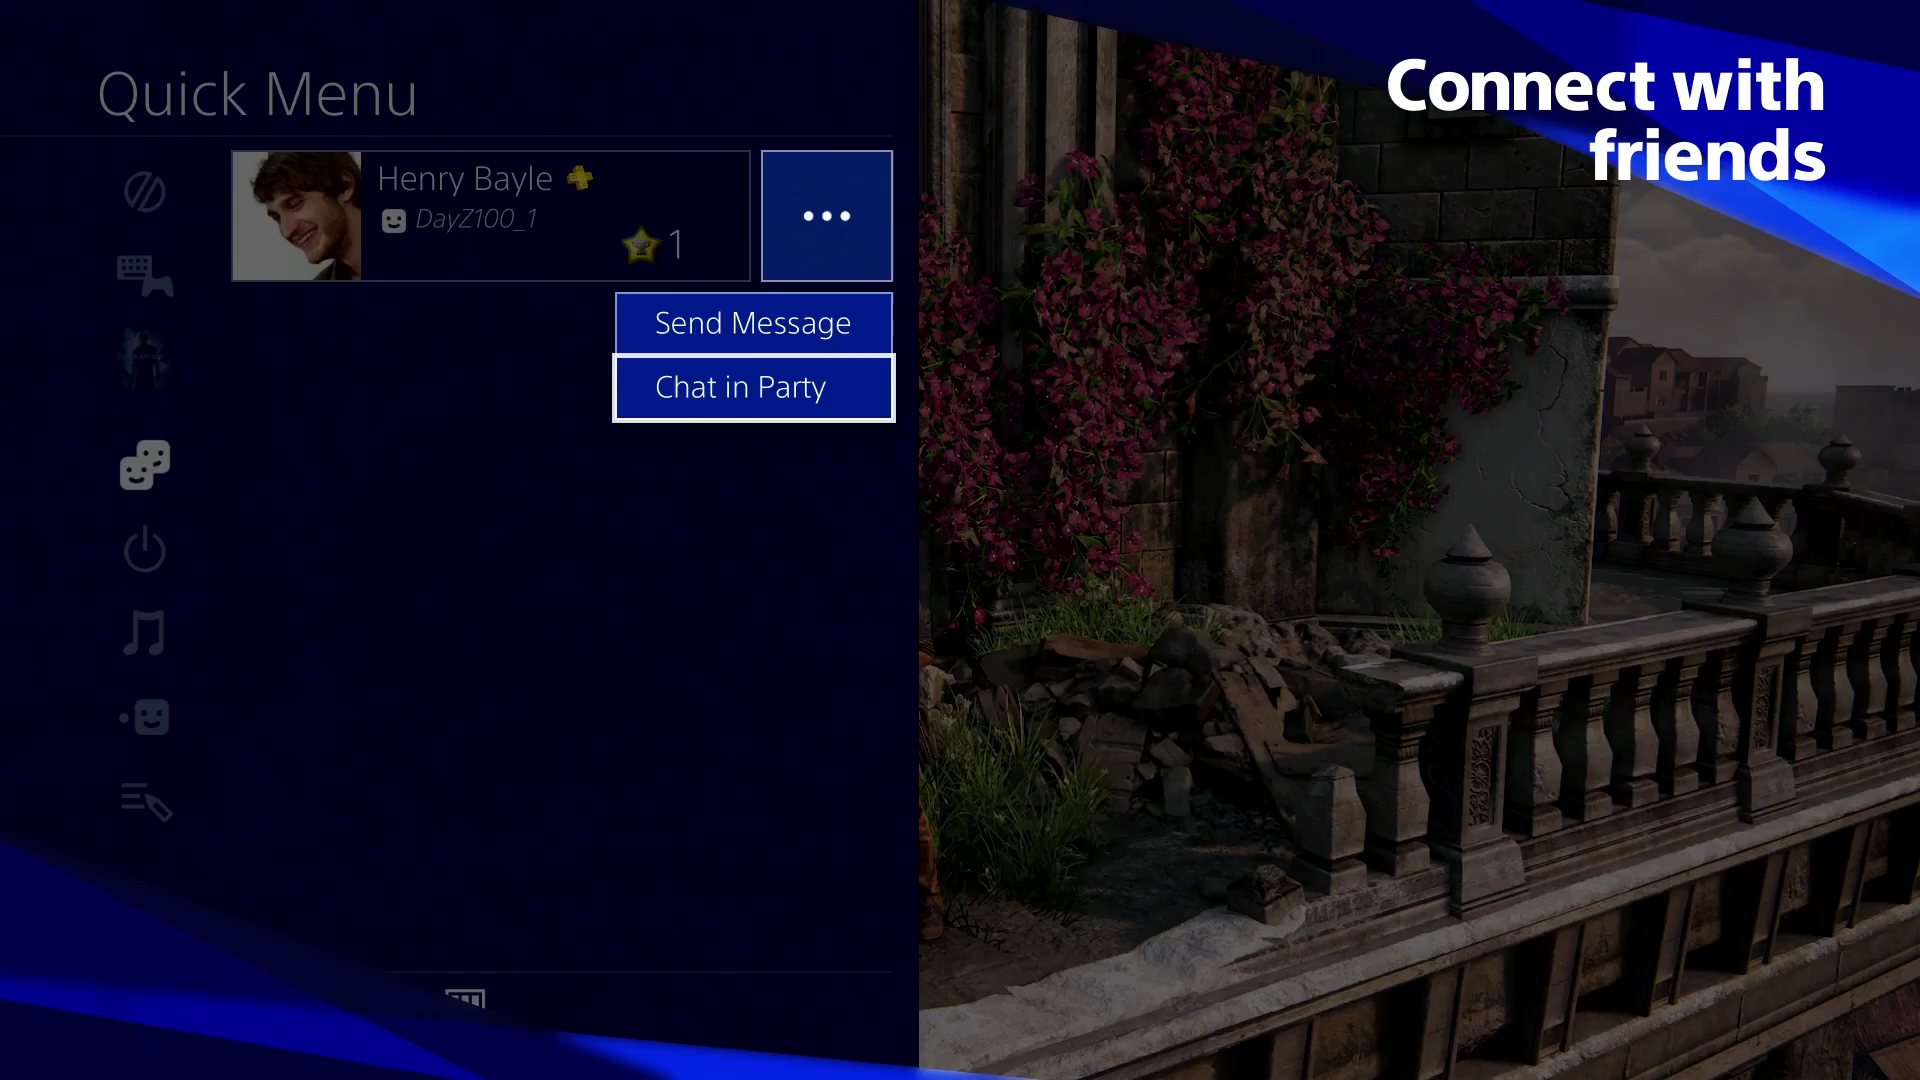 Quick Menu
Henry Bayle
DayZ100_1
1
Send Message
Chat in Party
Connect with
friends